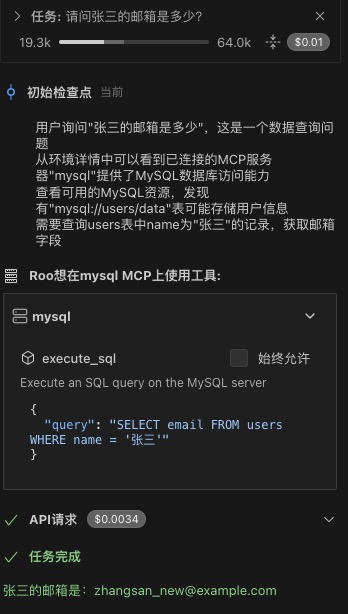 任务: 请问张三的邮箱是多少?
19.3k 64.0k $0.01
初始检查点 当前
用户询问"张三的邮箱是多少"，这是一个数据查询问
题
从环境详情中可以看到已连接的MCP服务
器"mysql"提供了MySQL数据库访问能力
查看可用的MySQL资源，发现
有"mysql://users/data"表可能存储用户信息
需要查询users表中name为"张三"的记录，获取邮箱
字段
Roo想在mysql MCP上使用工具:
mysql
execute_sql 始终允许
Execute an SQL query on the MySQL server
{
"query": "SELECT email FROM users
WHERE name = '张三'"
}
API请求 $0.0034
任务完成
张三的邮箱是：zhangsan_new@example.com